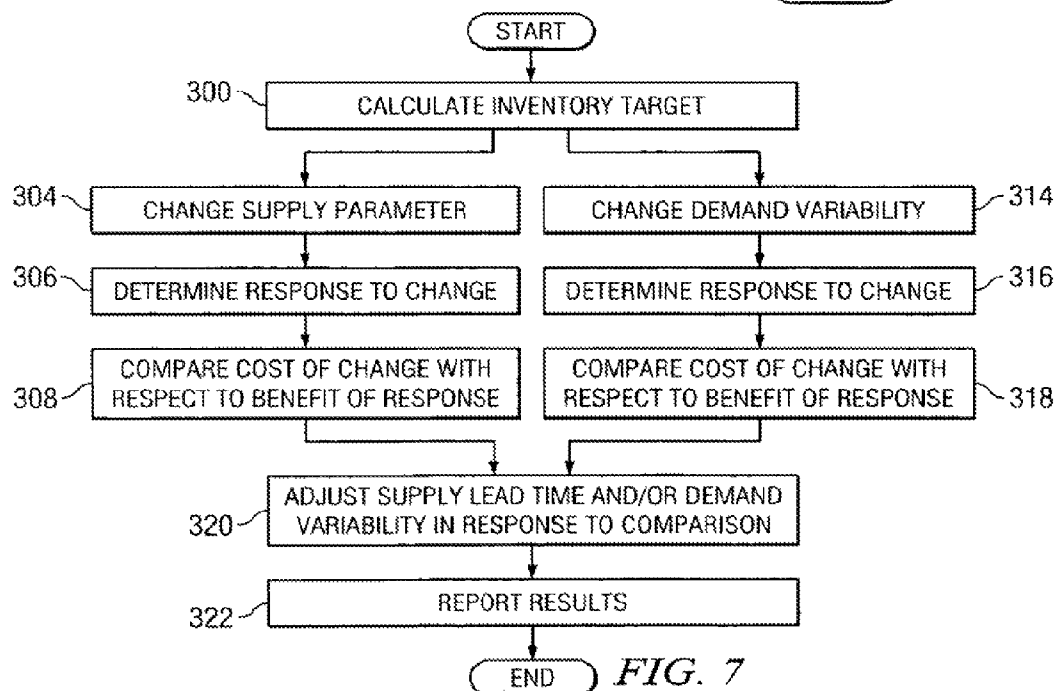 START
300
CALCULATE INVENTORY TARGET
304
CHANGE SUPPLY PARAMETER
CHANGE DEMAND VARIABILITY
314
306
DETERMINE RESPONSE TO CHANGE
DETERMINE RESPONSE TO CHANGE
316
308
COMPARE COST OF CHANGE WITH
RESPECT TO BENEFIT OF RESPONSE
COMPARE COST OF CHANGE WITH
RESPECT TO BENEFIT OF RESPONSE
318
320
ADJUST SUPPLY LEAD TIME AND/OR DEMAND
VARIABILITY IN RESPONSE TO COMPARISON
322
REPORT RESULTS
END
FIG. 7